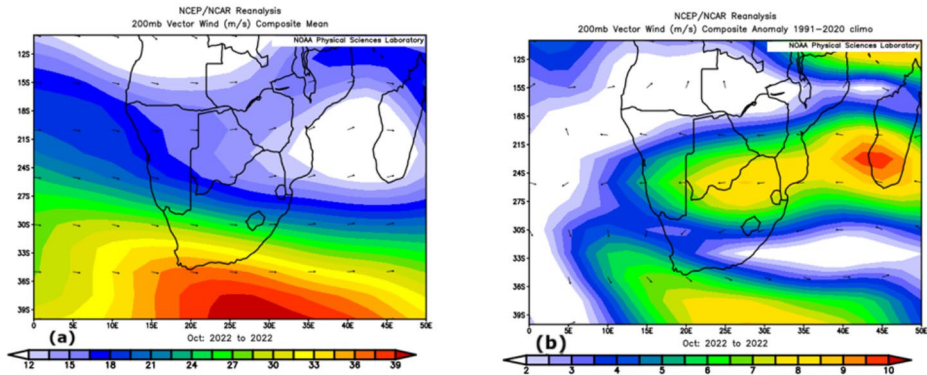 NCEP/NCAR Reanalysis
200mb Vector Wind (m/s) Composite Mean
NOAA Physical Sciences Laboratory
12S
15S
18S
21S
24S
27S
30S
33S
36S
39S
0 5E 10E 15E 20E 25E 30E 35E 40E 45E 50E
(a)
Oct: 2022 to 2022
12 15 18 21 24 27 30 33 36 39
NCEP/NCAR Reanalysis
200mb Vector Wind (m/s) Composite Anomaly 1991-2020 climo
NOAA Physical Sciences Laboratory
12S
15S
18S
21S
24S
27S
30S
33S
36S
39S
0 5E 10E 15E 20E 25E 30E 35E 40E 45E 50E
(b)
Oct: 2022 to 2022
2 3 4 5 6 7 8 9 10